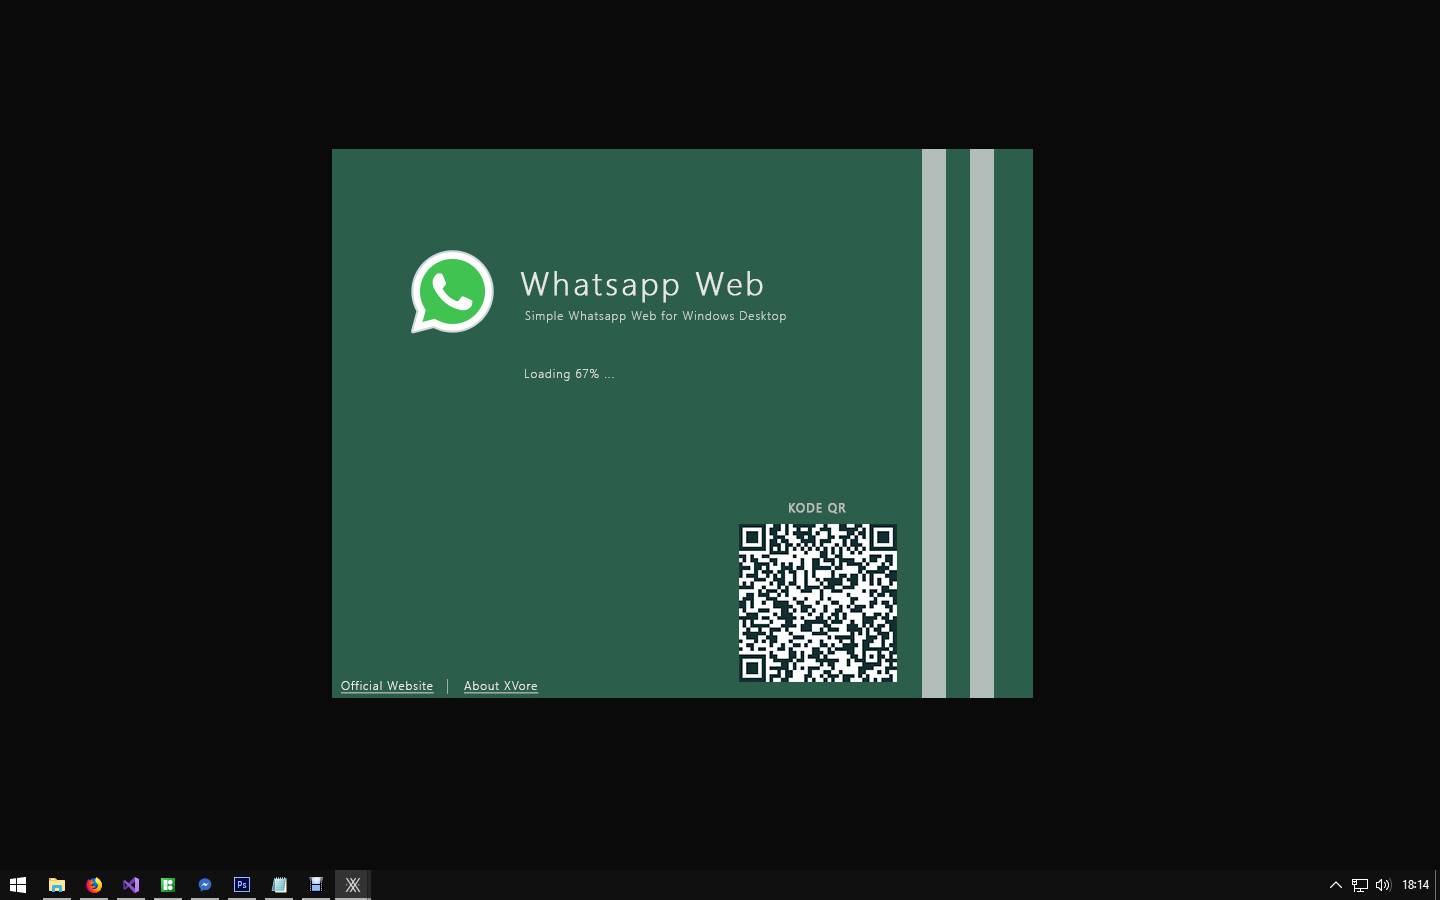 Whatsapp Web
Simple Whatsapp Web for Windows Desktop
Loading 67% ...
KODE QR
Official Website | About XVore
Ps
18:14